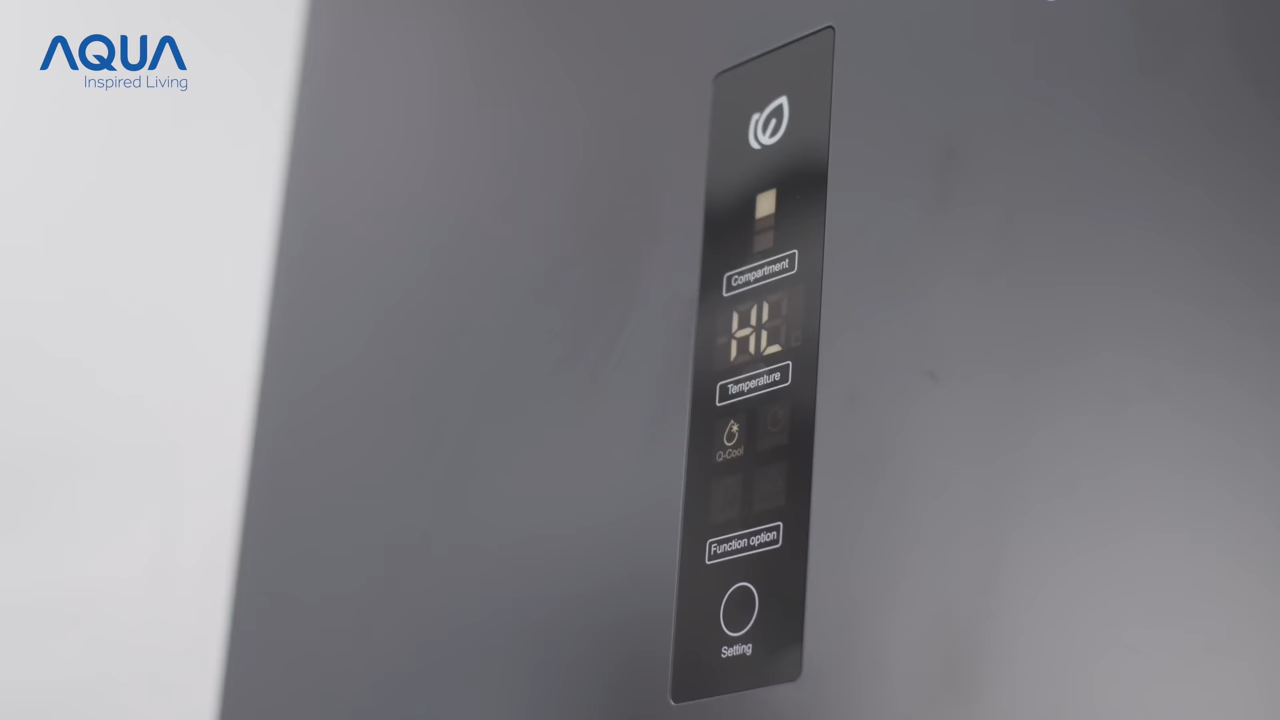 AQUA
Inspired Living
Compartment
HL
Temperature
Q-Cool
Function option
Setting